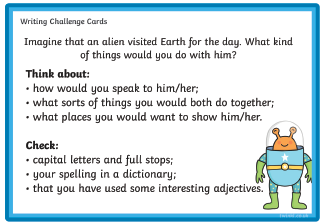 Writing Challenge Cards
Imagine that an alien visited Earth for the day. What kind
of things would you do with him?
Think about:
• how would you speak to him/her;
• what sorts of things you would both do together;
• what places you would want to show him/her.
Check:
• capital letters and full stops;
• your spelling in a dictionary;
• that you have used some interesting adjectives.